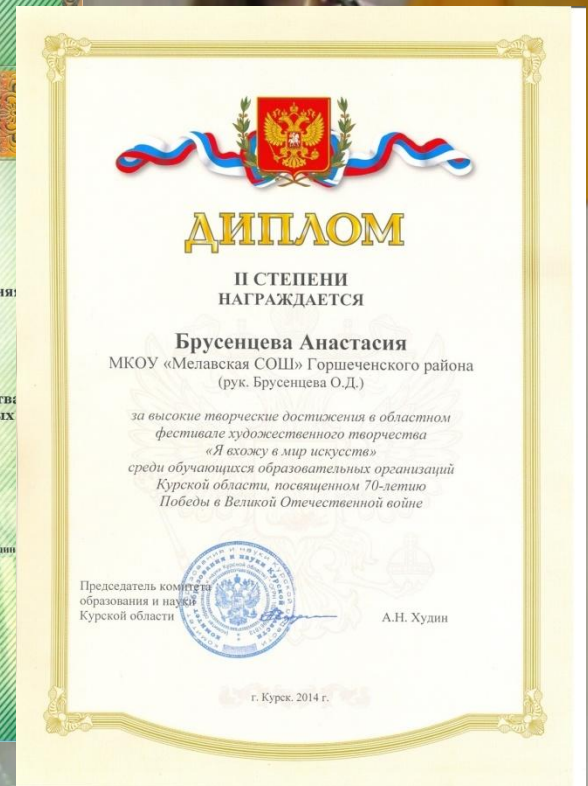 ДИПЛОМ
II СТЕПЕНИ
НАГРАЖДАЕТСЯ
Брусенцева Анастасия
МКОУ «Мелавская СОШ» Горшеченского района
(рук. Брусенцева О.Д.)
за высокие творческие достижения в областном
фестивале художественного творчества
«Я вхожу в мир искусств»
среди обучающихся образовательных организаций
Курской области, посвященном 70-летию
Победы в Великой Отечественной войне
Председатель комитета
образования и науки
Курской области
А.Н. Худин
г. Курск. 2014 г.